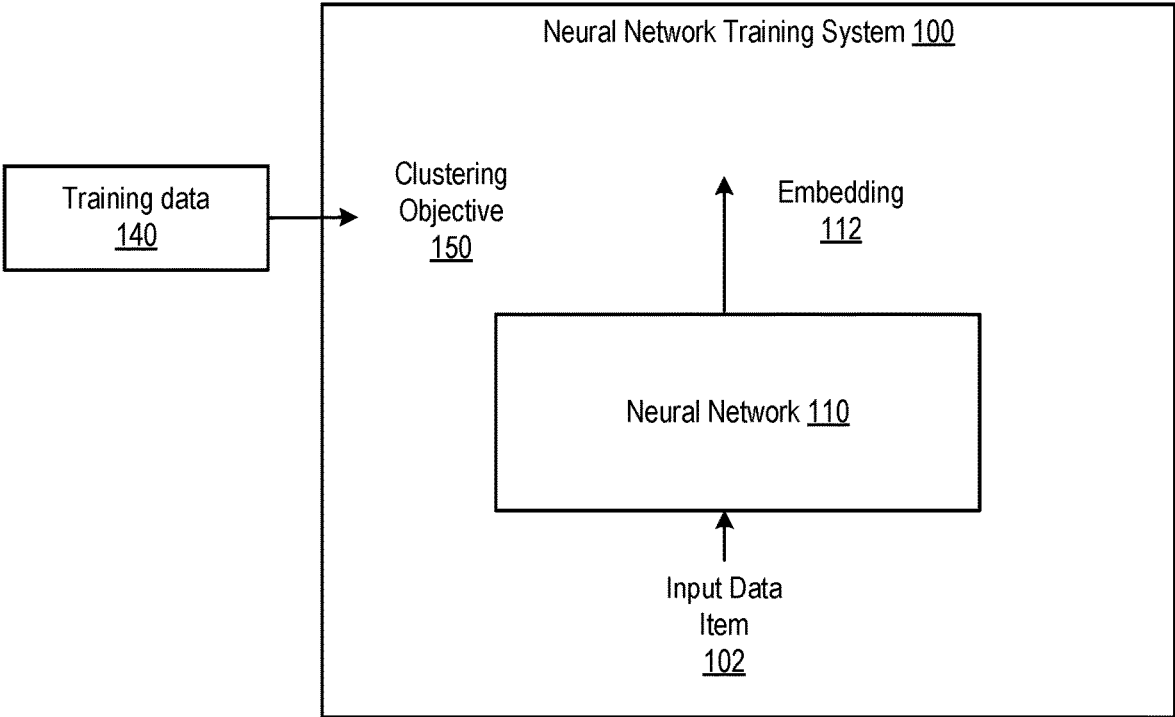 Neural Network Training System 100
Training data
140
Clustering
Objective
150
Embedding
112
Neural Network 110
Input Data
Item
102